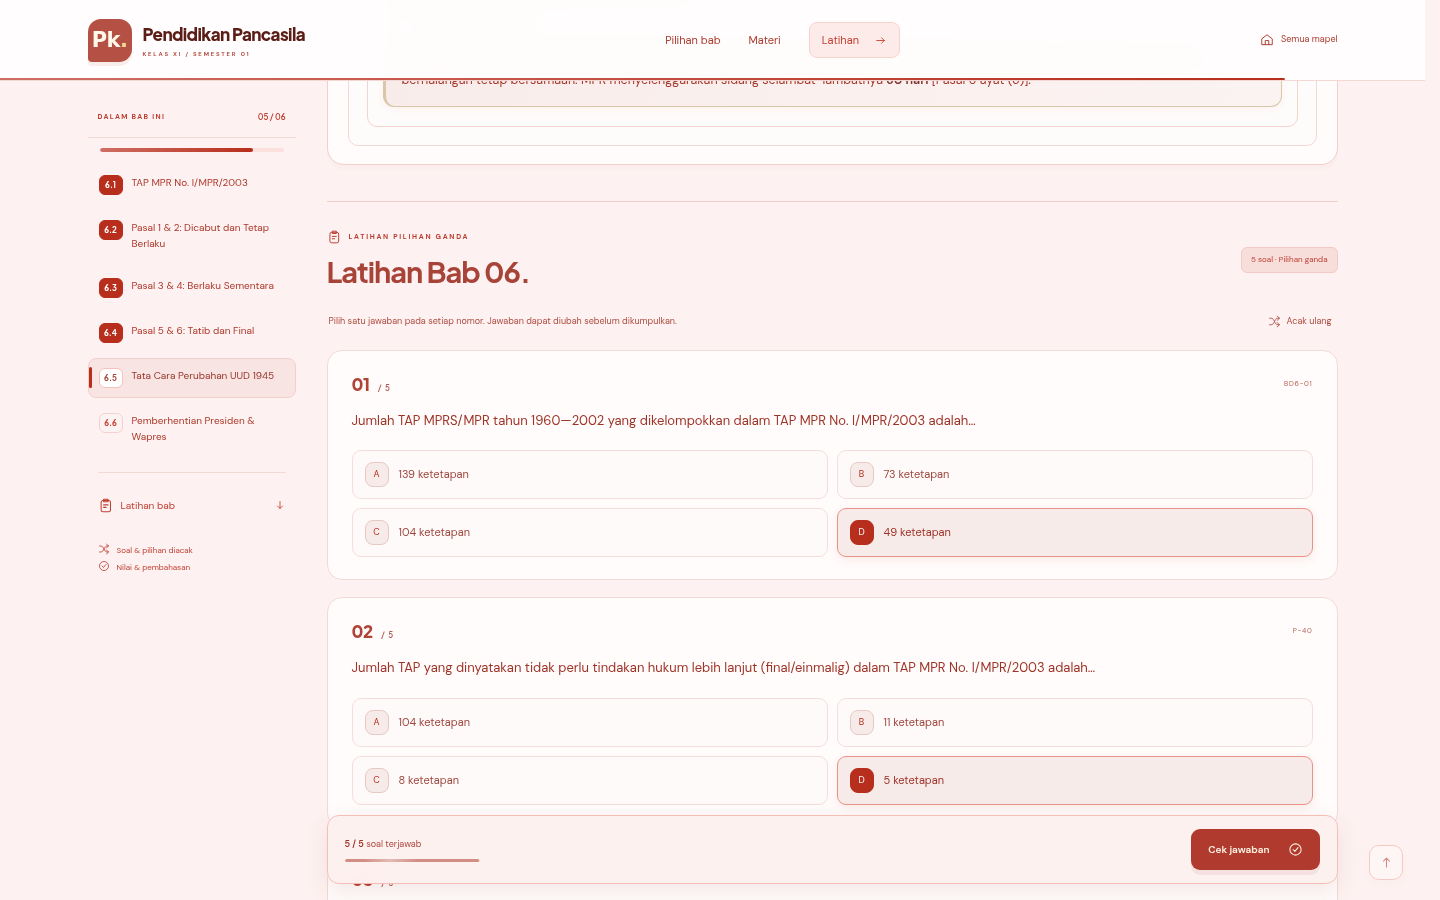 Pk.
Pendidikan Pancasila
KELAS XI / SEMESTER 01
Pilihan bab
Materi
Latihan
Semua mapel
DALAM BAB INI
05 / 06
6.1 TAP MPR No. I/MPR/2003
6.2 Pasal 1 & 2: Dicabut dan Tetap
Berlaku
6.3 Pasal 3 & 4: Berlaku Sementara
6.4 Pasal 5 & 6: Tatib dan Final
6.5 Tata Cara Perubahan UUD 1945
6.6 Pemberhentian Presiden &
Wapres
Latihan bab
Soal & pilihan diacak
Nilai & pembahasan
LATIHAN PILIHAN GANDA
Latihan Bab 06.
5 soal · Pilihan ganda
Pilih satu jawaban pada setiap nomor. Jawaban dapat diubah sebelum dikumpulkan.
Acak ulang
01 / 5
BD6-01
Jumlah TAP MPRS/MPR tahun 1960—2002 yang dikelompokkan dalam TAP MPR No. I/MPR/2003 adalah...
A 139 ketetapan
B 73 ketetapan
C 104 ketetapan
D 49 ketetapan
02 / 5
P-40
Jumlah TAP yang dinyatakan tidak perlu tindakan hukum lebih lanjut (final/einmalig) dalam TAP MPR No. I/MPR/2003 adalah...
A 104 ketetapan
B 11 ketetapan
C 8 ketetapan
D 5 ketetapan
5 / 5 soal terjawab
Cek jawaban